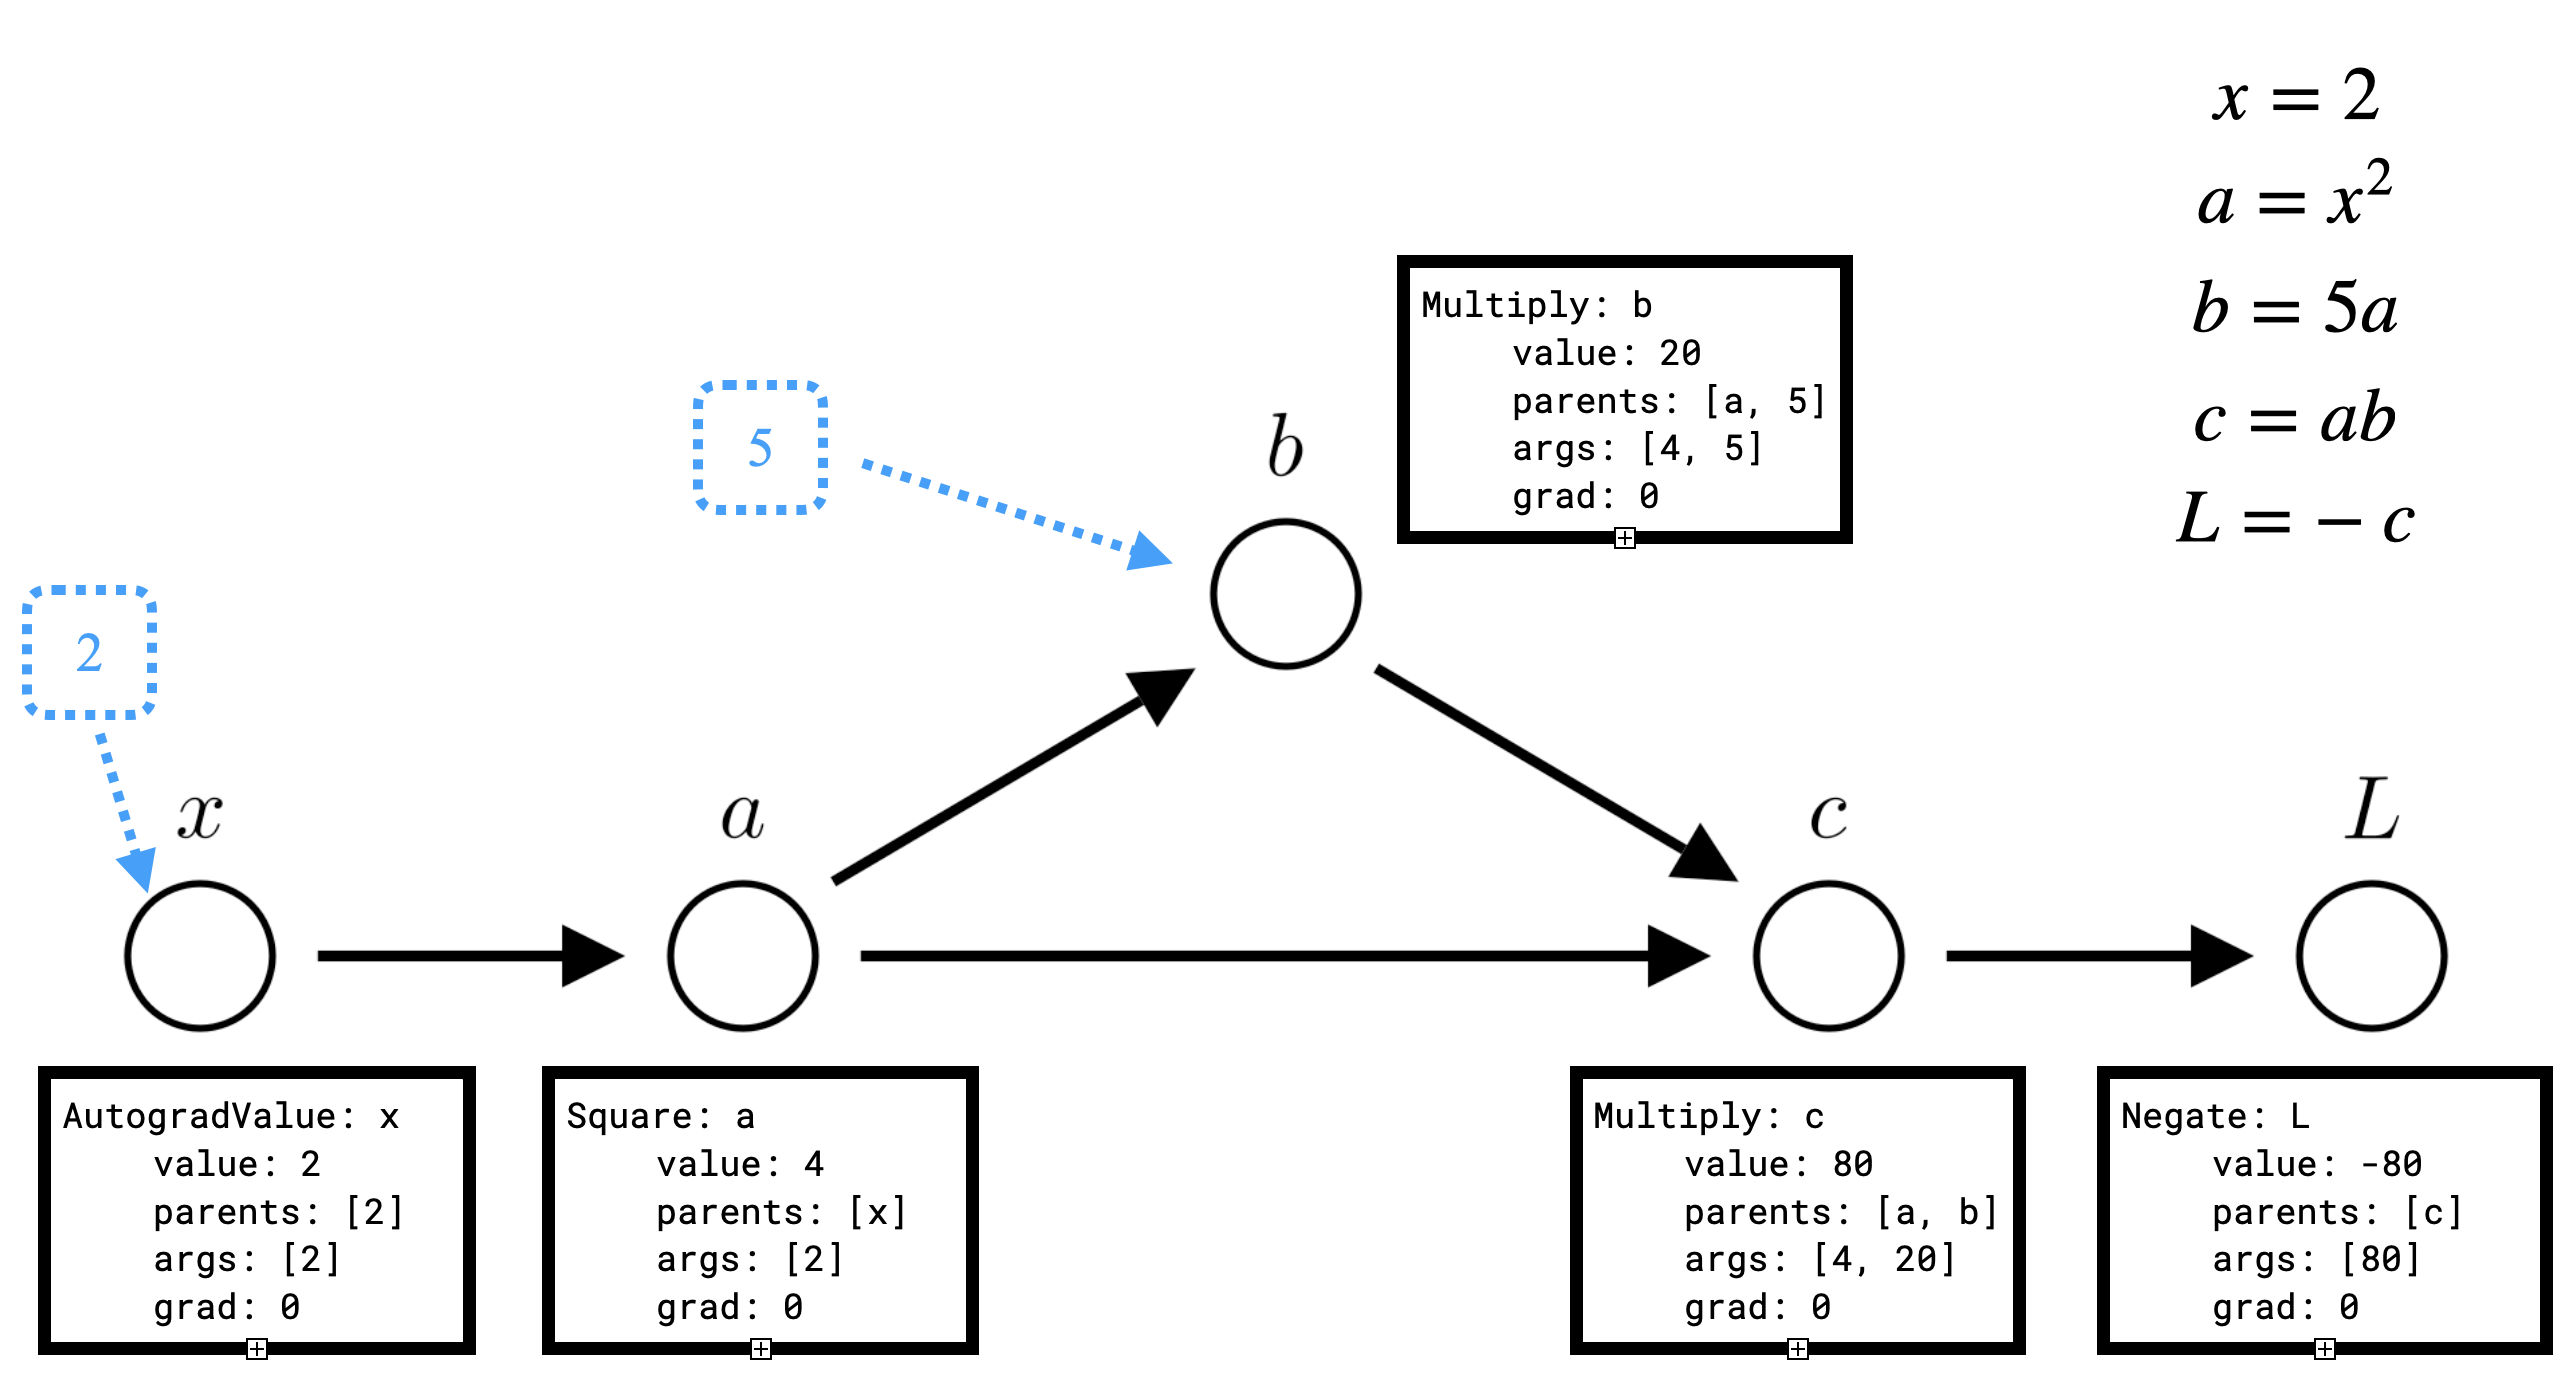 x = 2
a = x²
b = 5a
c = ab
L = − c
Multiply: b
value: 20
parents: [a, 5]
args: [4, 5]
grad: 0
5
b
2
x
a
c
L
AutogradValue: x
value: 2
parents: [2]
args: [2]
grad: 0
Square: a
value: 4
parents: [x]
args: [2]
grad: 0
Multiply: c
value: 80
parents: [a, b]
args: [4, 20]
grad: 0
Negate: L
value: -80
parents: [c]
args: [80]
grad: 0